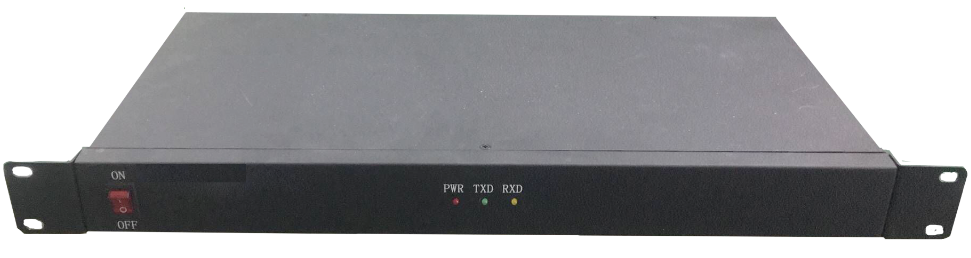 ON
PWR TXD RXD
OFF